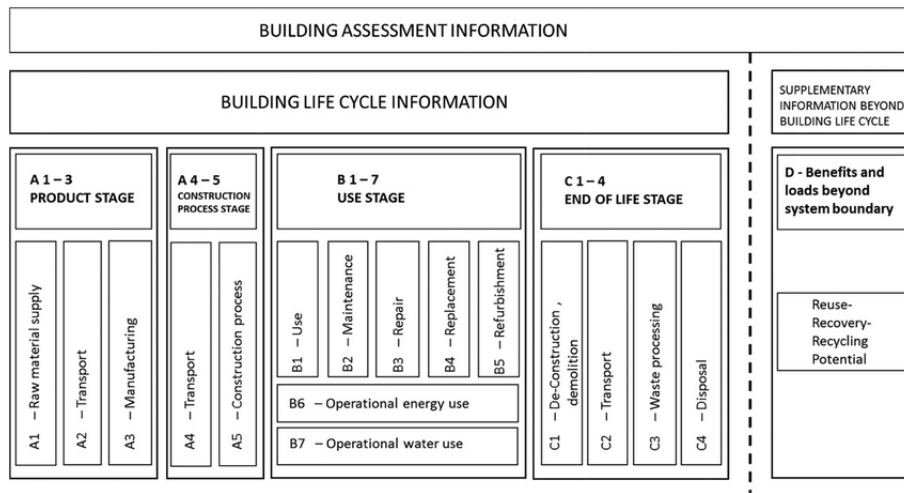 BUILDING ASSESSMENT INFORMATION
BUILDING LIFE CYCLE INFORMATION
SUPPLEMENTARY
INFORMATION BEYOND
BUILDING LIFE CYCLE
A 1 – 3
PRODUCT STAGE
A 4 – 5
CONSTRUCTION
PROCESS STAGE
B 1 – 7
USE STAGE
C 1 – 4
END OF LIFE STAGE
D - Benefits and
loads beyond
system boundary
A1 – Raw material supply
A2 – Transport
A3 – Manufacturing
A4 – Transport
A5 – Construction process
B1 – Use
B2 – Maintenance
B3 – Repair
B4 – Replacement
B5 – Refurbishment
B6 – Operational energy use
B7 – Operational water use
C1 – De-Construction ,
demolition
C2 – Transport
C3 – Waste processing
C4 – Disposal
Reuse-
Recovery-
Recycling
Potential